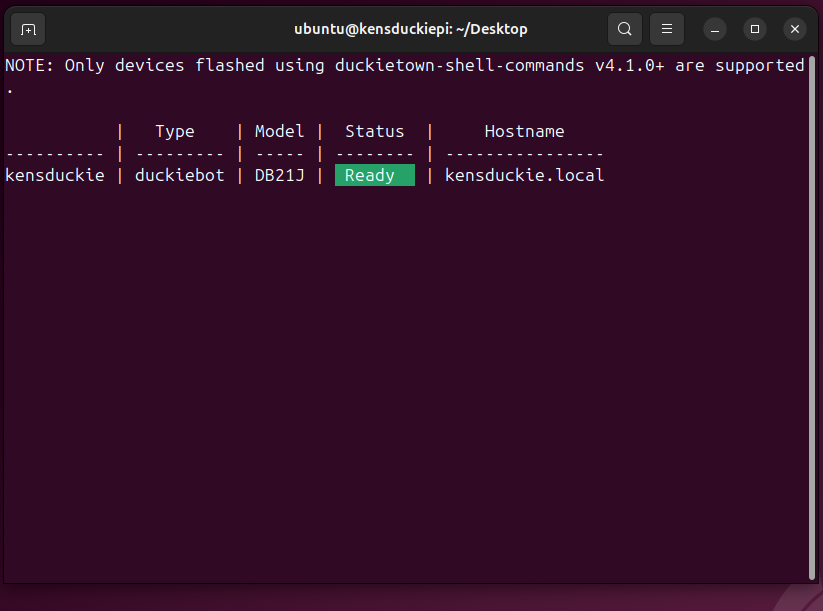 ubuntu@kensduckiepi: ~/Desktop
NOTE: Only devices flashed using duckietown-shell-commands v4.1.0+ are supported
.
           |   Type    | Model |  Status  |     Hostname
---------- | --------- | ----- | -------- | ----------------
kensduckie | duckiebot | DB21J |  Ready   | kensduckie.local